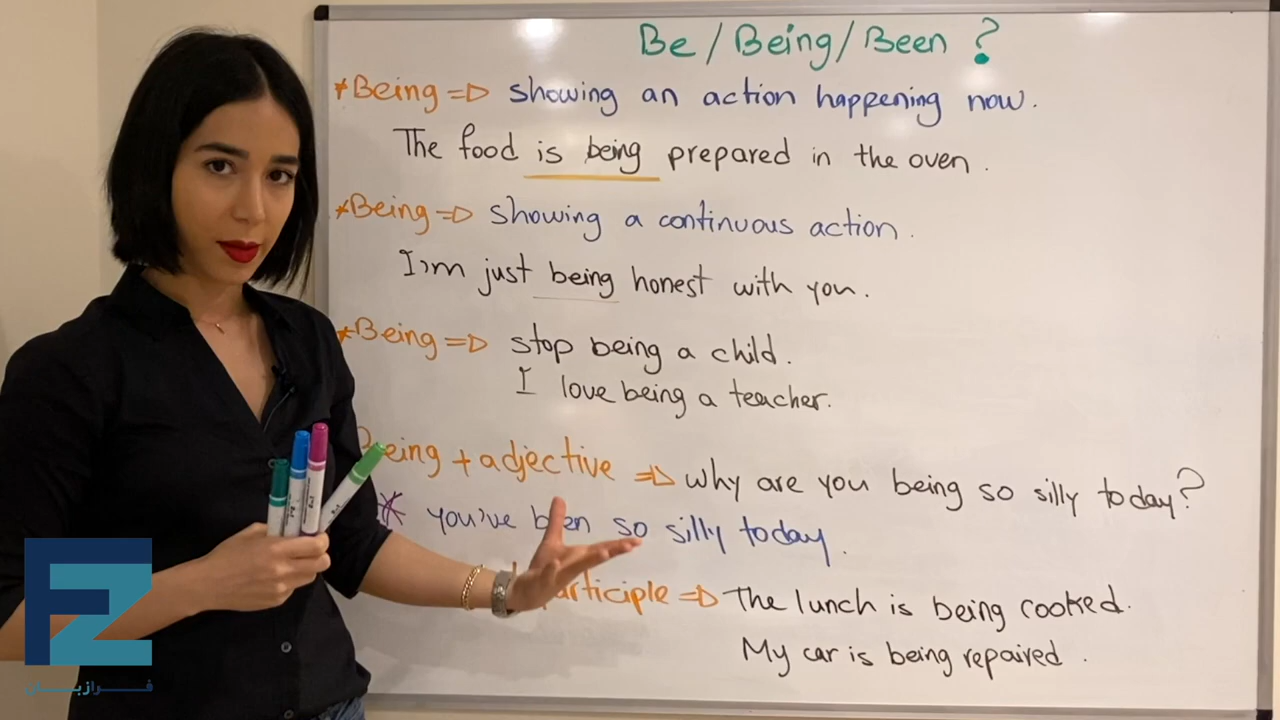 Be / Being / Been ?
*Being => showing an action happening now.
The food is being prepared in the oven.
*Being => showing a continuous action.
I'm just being honest with you.
*Being => stop being a child.
I love being a teacher.
Being + adjective => why are you being so silly today?
* you've been so silly today.
participle => The lunch is being cooked.
My car is being repaired.
FZ
فرازبان